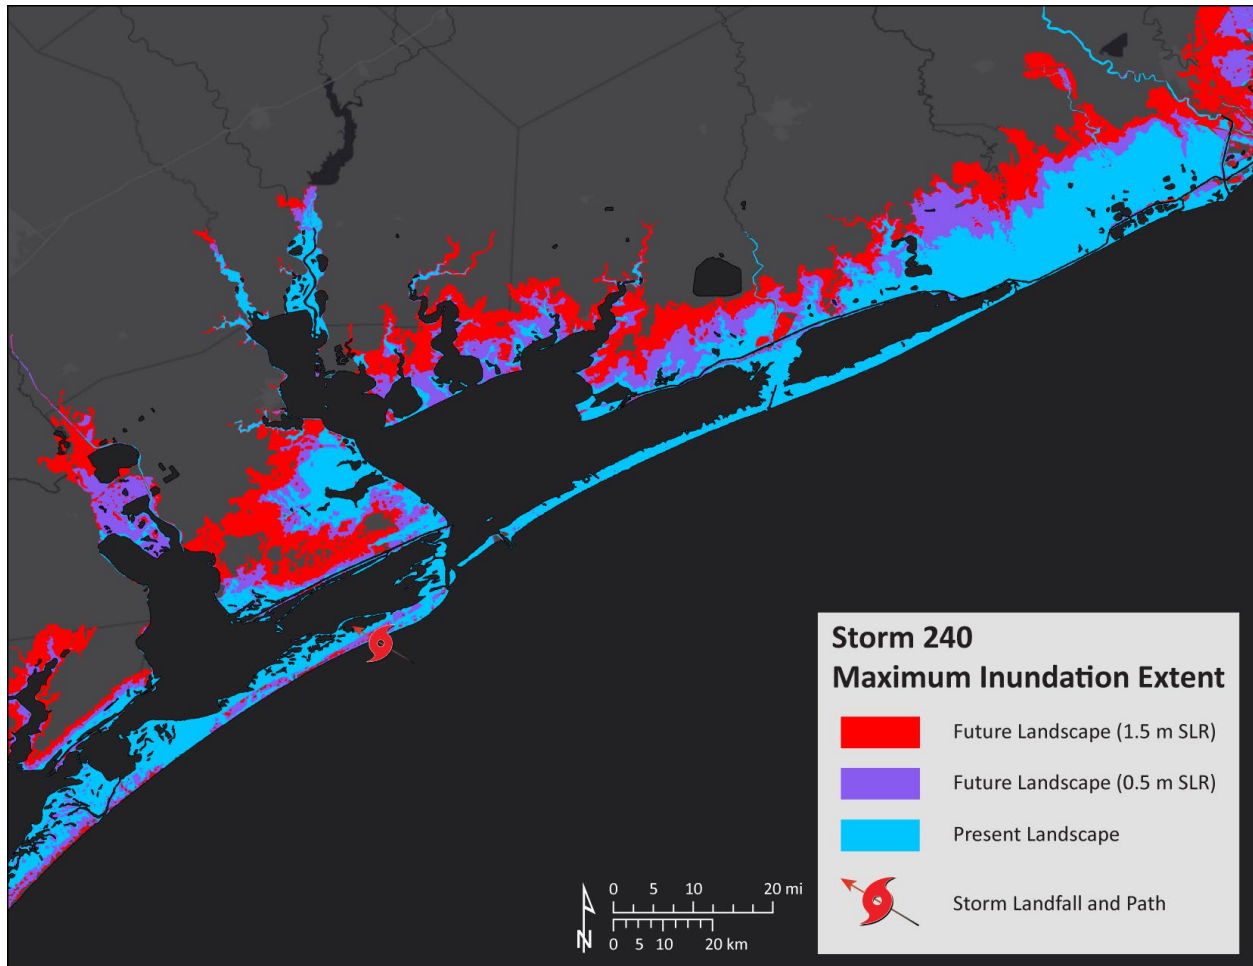 Storm 240
Maximum Inundation Extent
Future Landscape (1.5 m SLR)
Future Landscape (0.5 m SLR)
Present Landscape
Storm Landfall and Path
0 5 10 20 mi
0 5 10 20 km
N